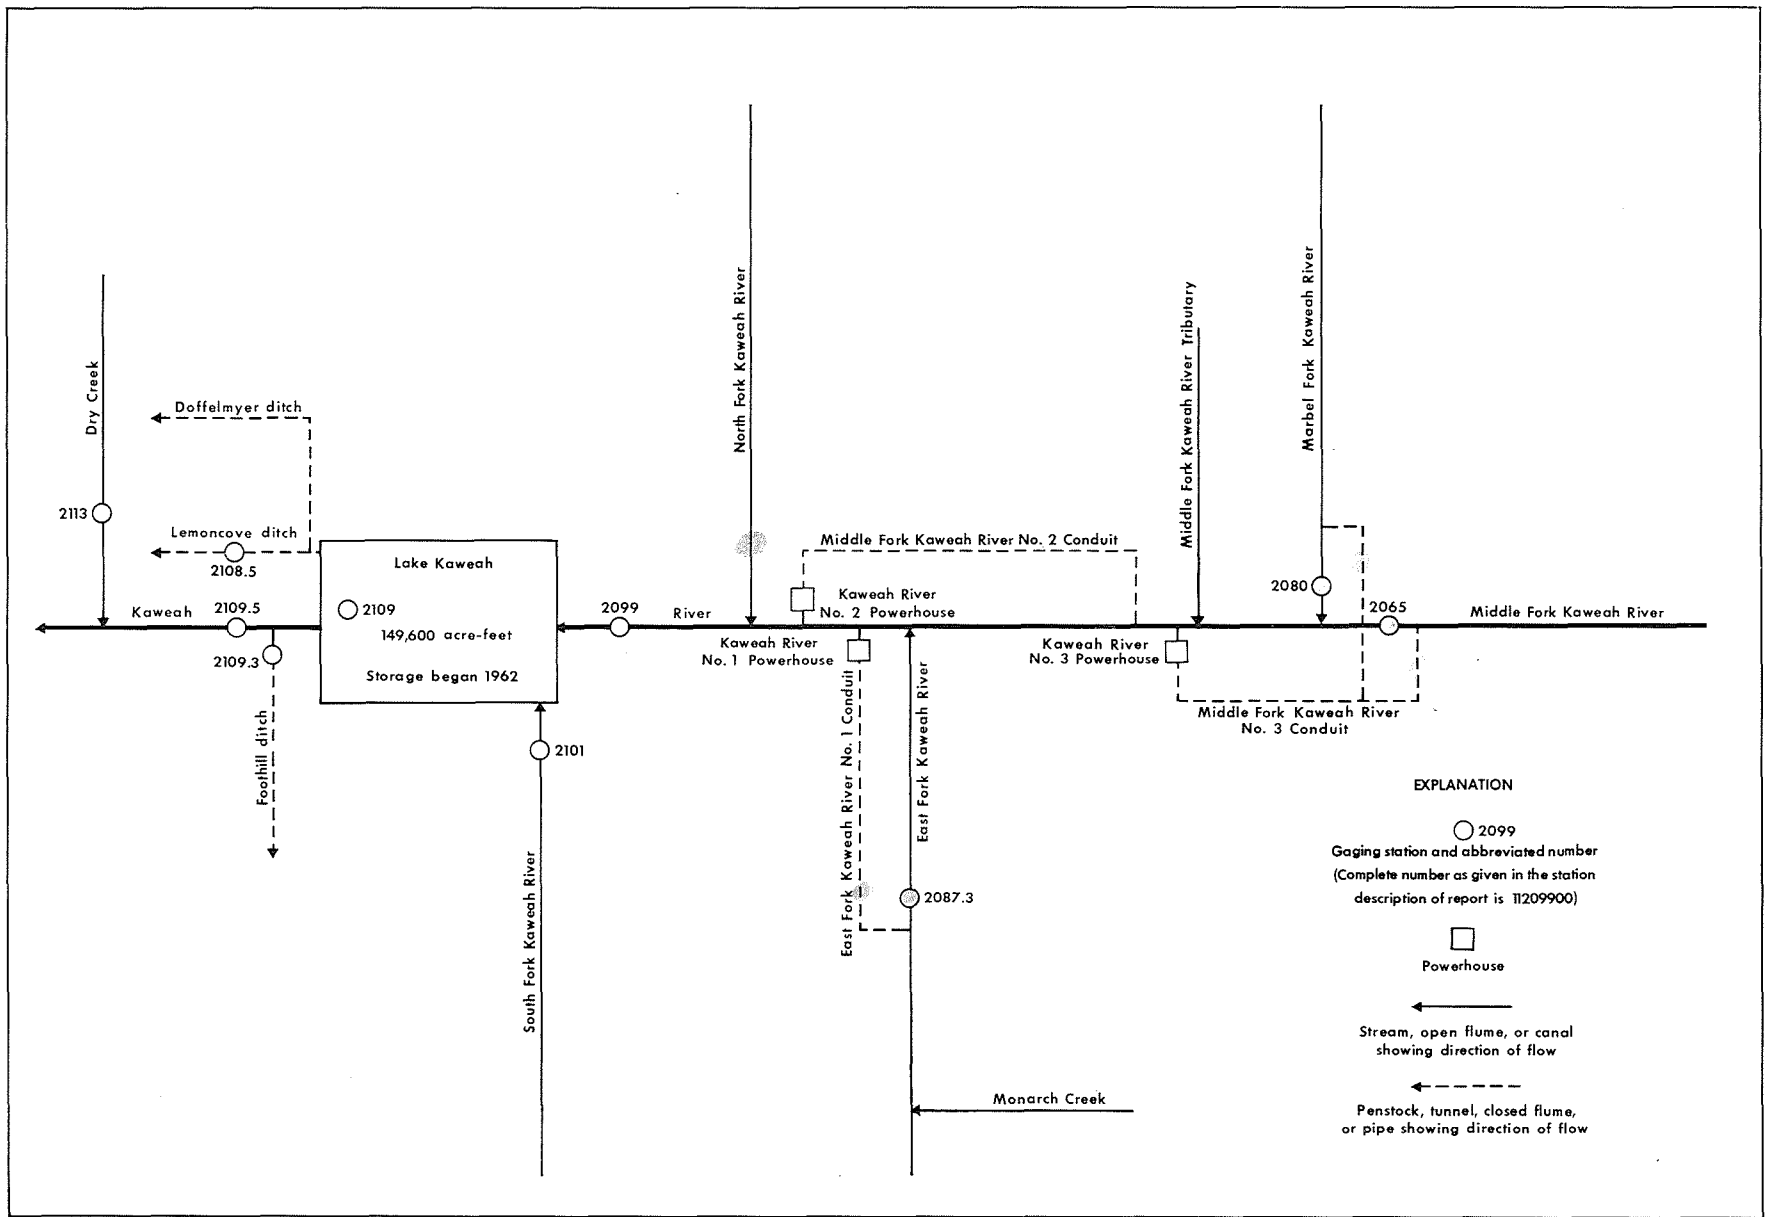 Dry Creek
2113
Doffelmyer ditch
Lemoncove ditch
2108.5
Kaweah
2109.5
2109.3
Foothill ditch
Lake Kaweah
2109
149,600 acre-feet
Storage began 1962
2101
South Fork Kaweah River
2099
River
North Fork Kaweah River
Middle Fork Kaweah River No. 2 Conduit
Kaweah River
No. 2 Powerhouse
Kaweah River
No. 1 Powerhouse
East Fork Kaweah River No. 1 Conduit
East Fork Kaweah River
2087.3
Monarch Creek
Kaweah River
No. 3 Powerhouse
Middle Fork Kaweah River Tributary
Marbel Fork Kaweah River
2080
2065
Middle Fork Kaweah River
Middle Fork Kaweah River
No. 3 Conduit
EXPLANATION
2099
Gaging station and abbreviated number
(Complete number as given in the station
description of report is 11209900)
Powerhouse
Stream, open flume, or canal
showing direction of flow
Penstock, tunnel, closed flume,
or pipe showing direction of flow